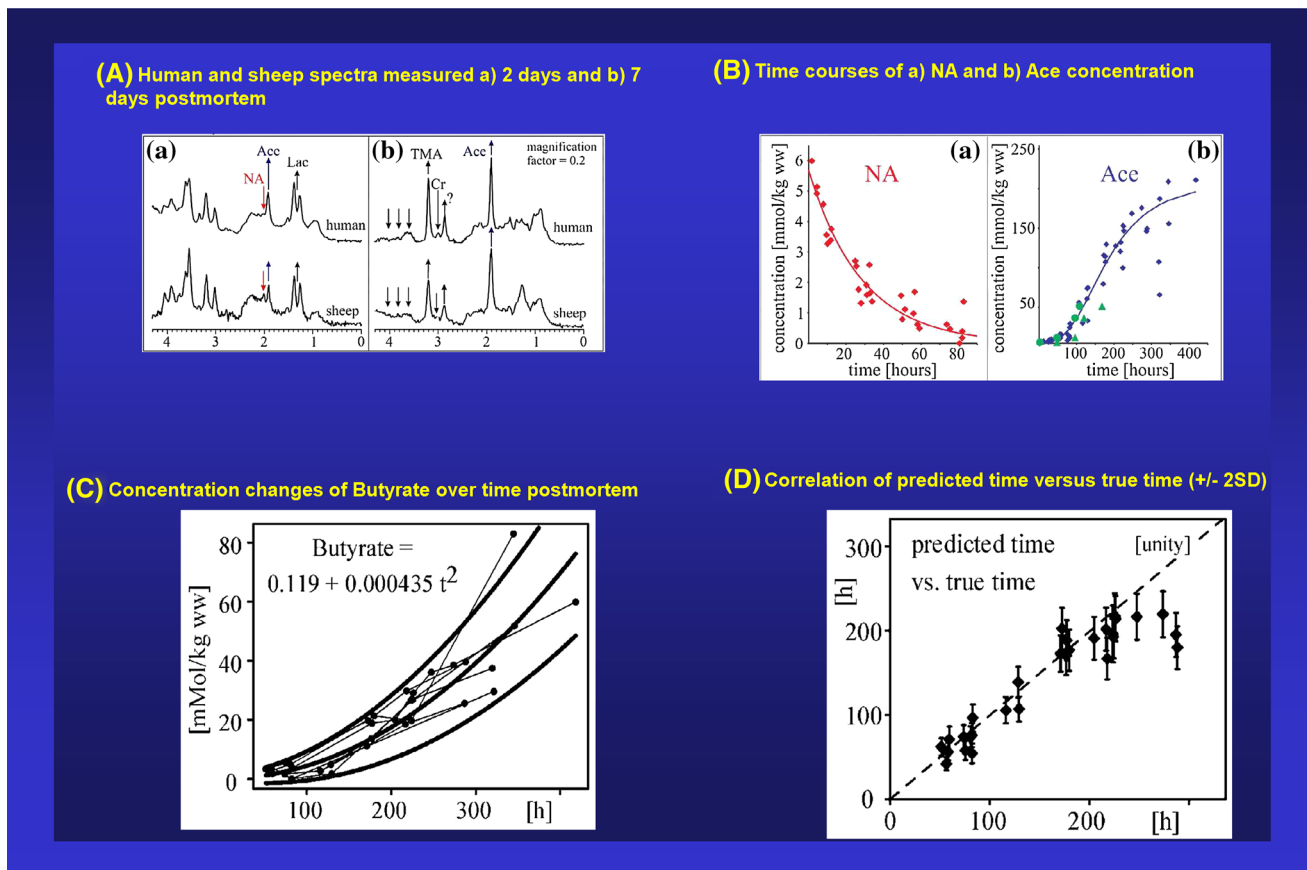 (A) Human and sheep spectra measured a) 2 days and b) 7
days postmortem
(a)
Ace
Lac
NA
human
sheep
4 3 2 1 0
(b)
TMA
Cr
?
Ace
magnification
factor = 0.2
human
sheep
4 3 2 1 0
(B) Time courses of a) NA and b) Ace concentration
concentration [mmol/kg ww]
6
5
4
3
2
1
0
(a)
NA
20 40 60 80
time [hours]
concentration [mmol/kg ww]
250
150
50
(b)
Ace
100 200 300 400
time [hours]
(C) Concentration changes of Butyrate over time postmortem
[mMol/kg ww]
80
60
40
20
0
Butyrate =
0.119 + 0.000435 t²
100 200 300 [h]
(D) Correlation of predicted time versus true time (+/- 2SD)
[h]
300
200
100
0
predicted time
vs. true time
[unity]
0 100 200 [h]